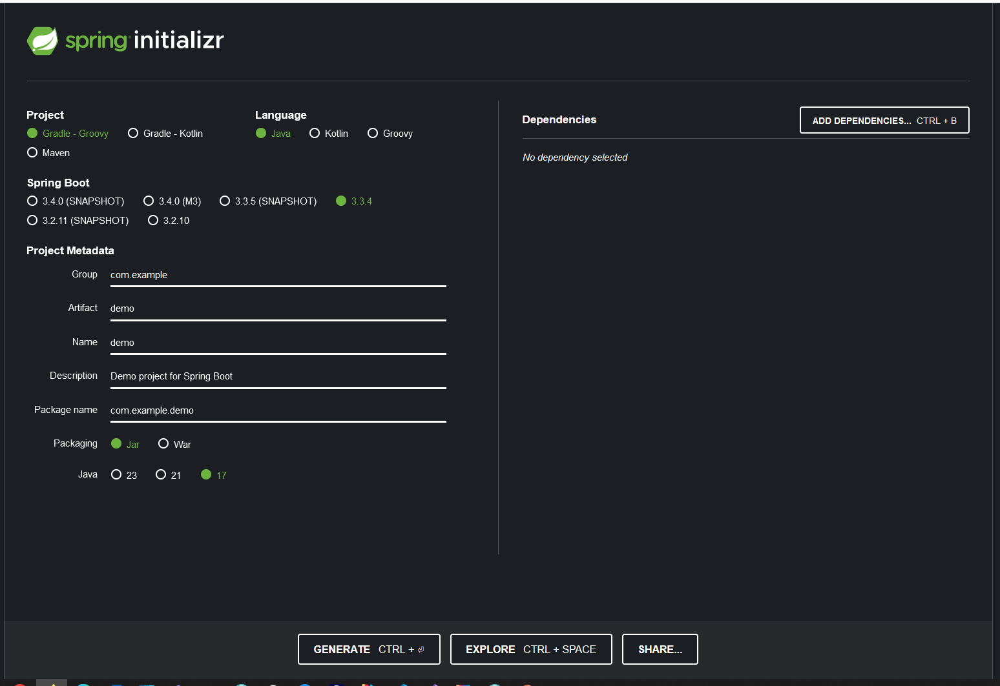 spring initializr
Project
Gradle - Groovy
Gradle - Kotlin
Maven
Language
Java
Kotlin
Groovy
Spring Boot
3.4.0 (SNAPSHOT)
3.4.0 (M3)
3.3.5 (SNAPSHOT)
3.3.4
3.2.11 (SNAPSHOT)
3.2.10
Project Metadata
Group com.example
Artifact demo
Name demo
Description Demo project for Spring Boot
Package name com.example.demo
Packaging Jar War
Java 23 21 17
Dependencies
ADD DEPENDENCIES... CTRL + B
No dependency selected
GENERATE CTRL + ⏎
EXPLORE CTRL + SPACE
SHARE...